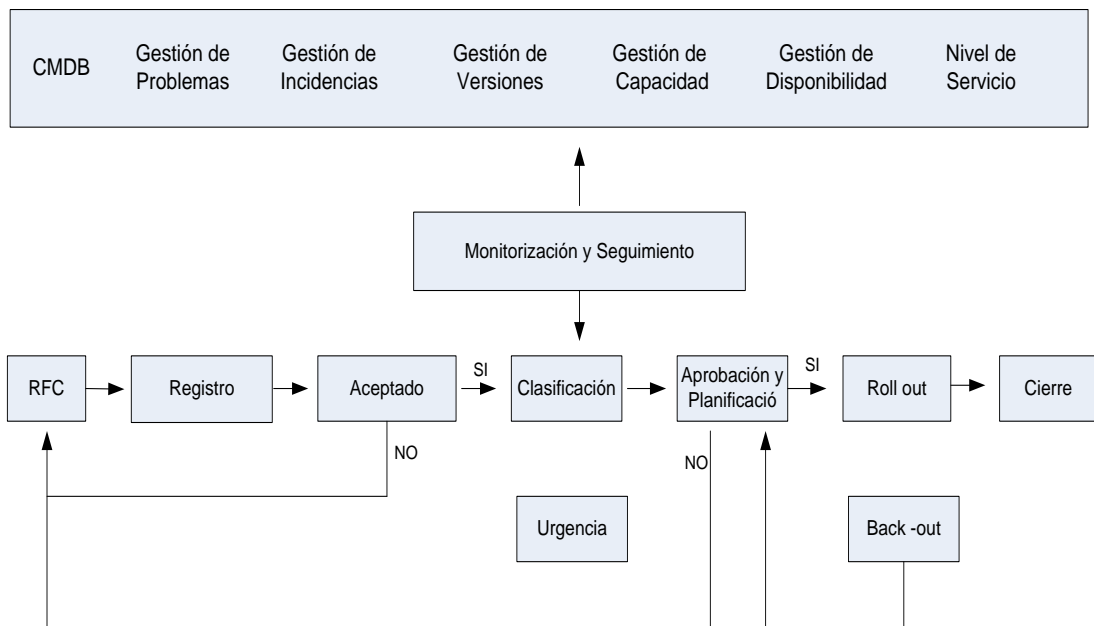 CMDB
Gestión de
Problemas
Gestión de
Incidencias
Gestión de
Versiones
Gestión de
Capacidad
Gestión de
Disponibilidad
Nivel de
Servicio
Monitorización y Seguimiento
RFC
Registro
Aceptado
SI
Clasificación
Aprobación y
Planificació
SI
Roll out
Cierre
NO
NO
Urgencia
Back -out